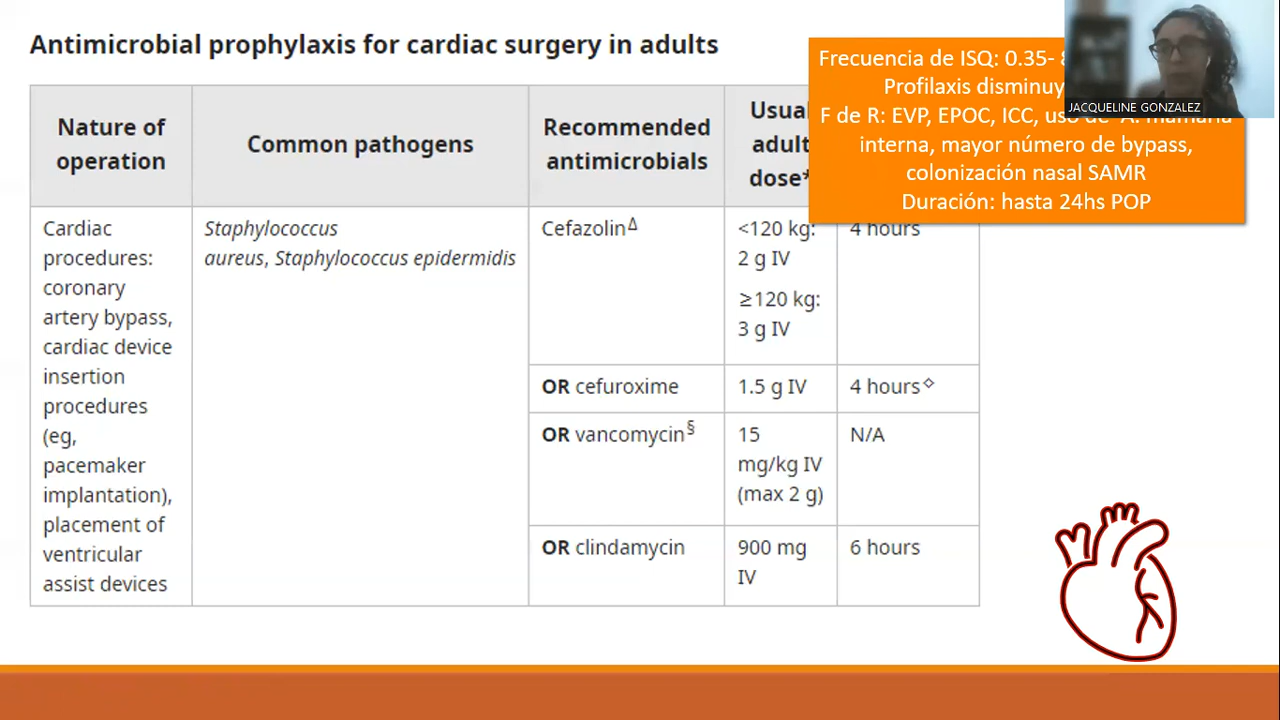 Antimicrobial prophylaxis for cardiac surgery in adults
Frecuencia de ISQ: 0.35-
Profilaxis
JACQUELINE GONZALEZ
F de R: EVP, EPOC, ICC, uso de A.
interna, mayor número de bypass,
colonización nasal SAMR
Duración: hasta 24hs POP
Nature of
operation
Common pathogens
Recommended
antimicrobials
Usual
adult
dose*
Cardiac
procedures:
coronary
artery bypass,
cardiac device
insertion
procedures
(eg,
pacemaker
implantation),
placement of
ventricular
assist devices
Staphylococcus
aureus, Staphylococcus epidermidis
CefazolinΔ
<120 kg:
2 g IV
≥120 kg:
3 g IV
4 hours
OR cefuroxime
1.5 g IV
4 hours◇
OR vancomycin§
15
mg/kg IV
(max 2 g)
N/A
OR clindamycin
900 mg
IV
6 hours